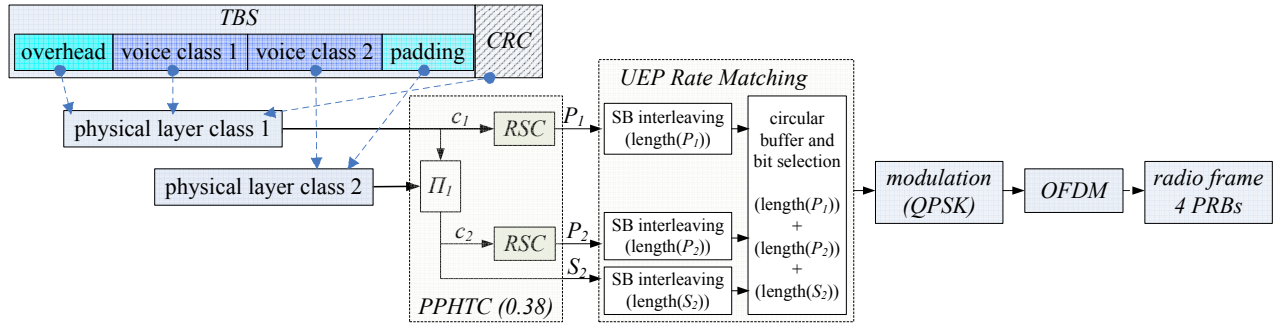 TBS
overhead
voice class 1
voice class 2
padding
CRC
physical layer class 1
physical layer class 2
c1
RSC
P1
Π1
c2
RSC
P2
S2
PPHTC (0.38)
UEP Rate Matching
SB interleaving
(length(P1))
SB interleaving
(length(P2))
SB interleaving
(length(S2))
circular
buffer and
bit selection
(length(P1))
+
(length(P2))
+
(length(S2))
modulation
(QPSK)
OFDM
radio frame
4 PRBs